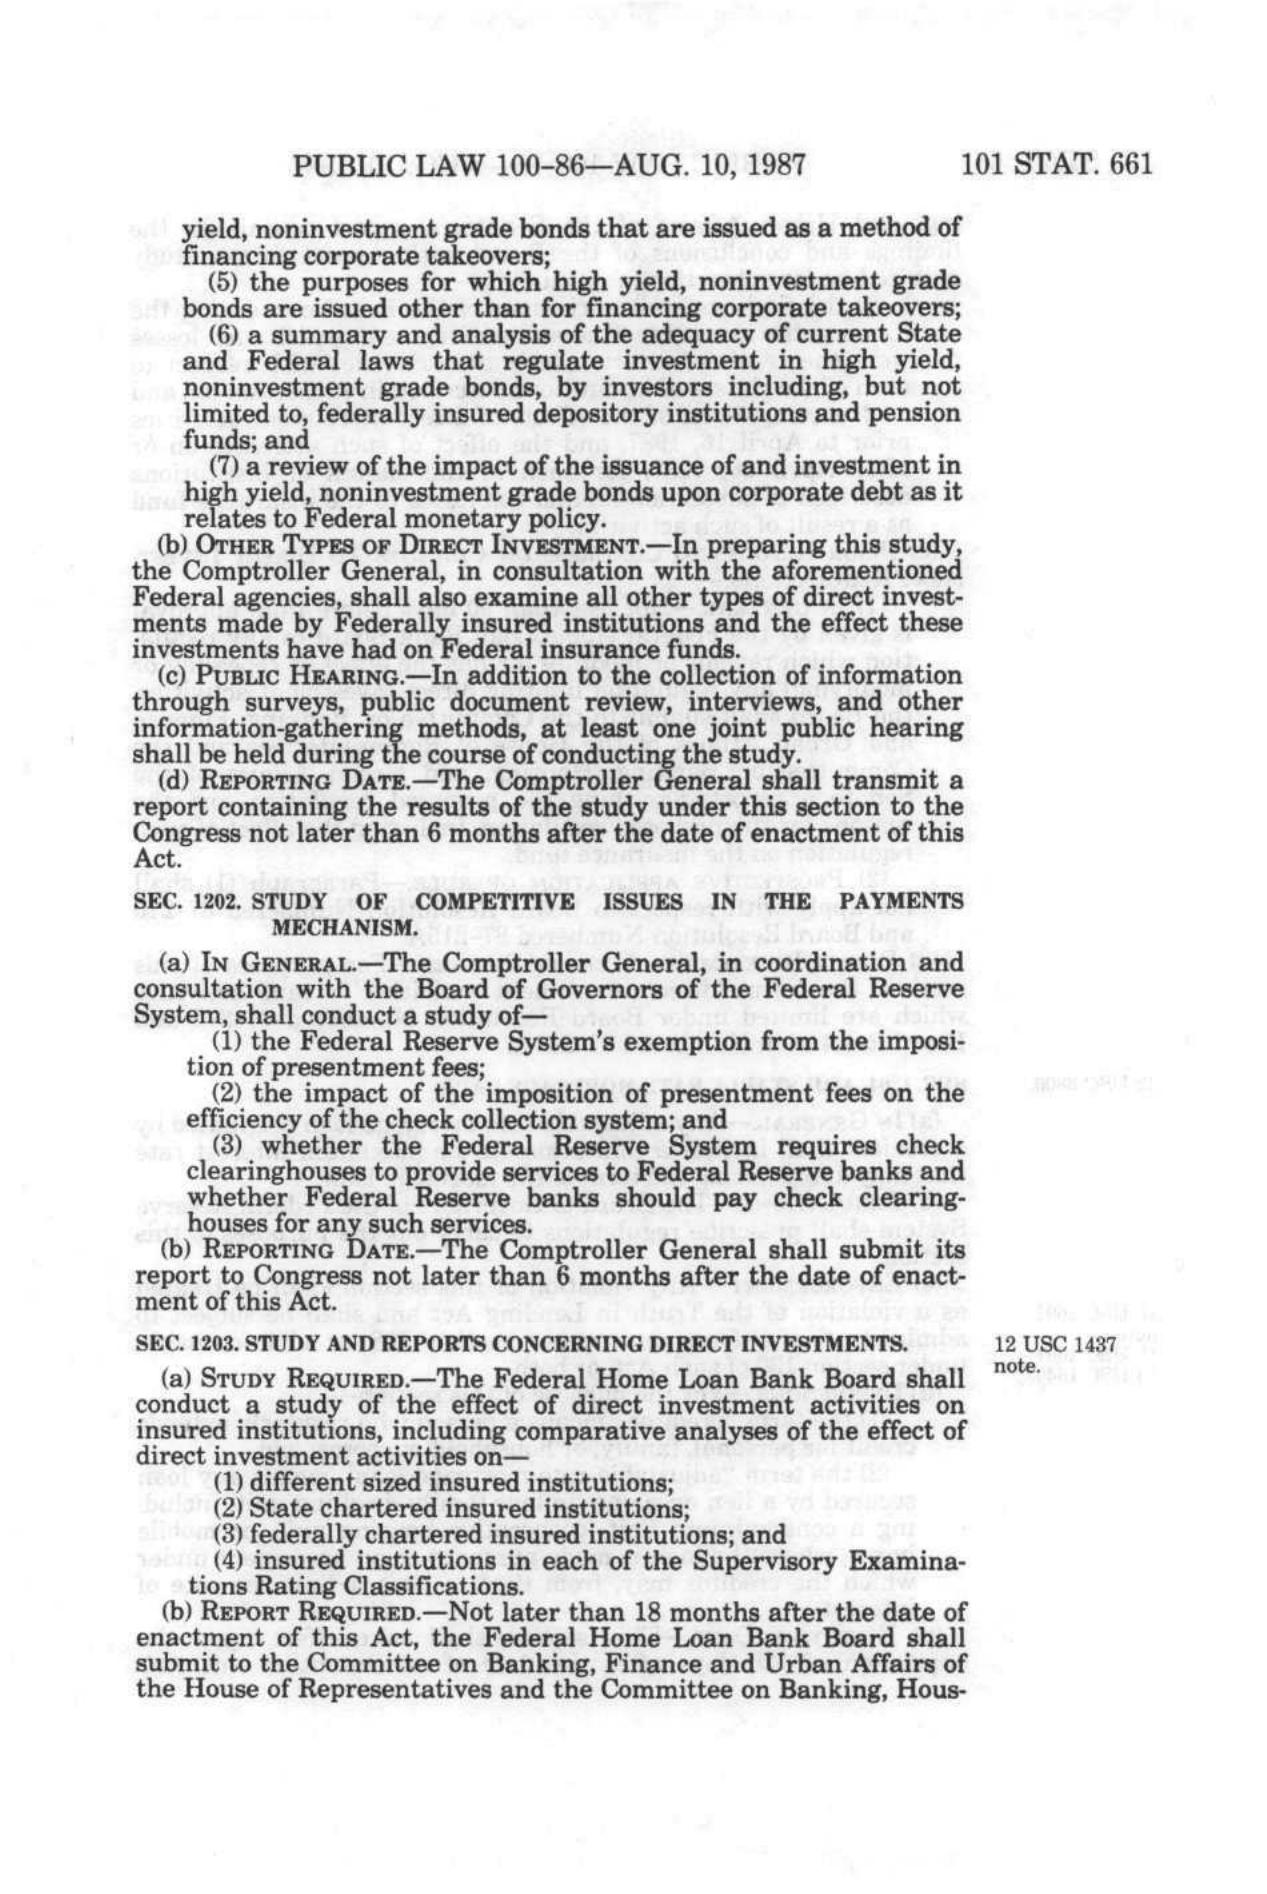 PUBLIC LAW 100-86—AUG. 10, 1987 101 STAT. 661
yield, noninvestment grade bonds that are issued as a method of
financing corporate takeovers;
(5) the purposes for which high yield, noninvestment grade
bonds are issued other than for financing corporate takeovers;
(6) a summary and analysis of the adequacy of current State
and Federal laws that regulate investment in high yield,
noninvestment grade bonds, by investors including, but not
limited to, federally insured depository institutions and pension
funds; and
(7) a review of the impact of the issuance of and investment in
high yield, noninvestment grade bonds upon corporate debt as it
relates to Federal monetary policy.
(b) OTHER TYPES OF DIRECT INVESTMENT.—In preparing this study,
the Comptroller General, in consultation with the aforementioned
Federal agencies, shall also examine all other types of direct invest-
ments made by Federally insured institutions and the effect these
investments have had on Federal insurance funds.
(c) PUBLIC HEARING.—In addition to the collection of information
through surveys, public document review, interviews, and other
information-gathering methods, at least one joint public hearing
shall be held during the course of conducting the study.
(d) REPORTING DATE.—The Comptroller General shall transmit a
report containing the results of the study under this section to the
Congress not later than 6 months after the date of enactment of this
Act.
SEC. 1202. STUDY OF COMPETITIVE ISSUES IN THE PAYMENTS
MECHANISM.
(a) IN GENERAL.—The Comptroller General, in coordination and
consultation with the Board of Governors of the Federal Reserve
System, shall conduct a study of—
(1) the Federal Reserve System's exemption from the imposi-
tion of presentment fees;
(2) the impact of the imposition of presentment fees on the
efficiency of the check collection system; and
(3) whether the Federal Reserve System requires check
clearinghouses to provide services to Federal Reserve banks and
whether Federal Reserve banks should pay check clearing-
houses for any such services.
(b) REPORTING DATE.—The Comptroller General shall submit its
report to Congress not later than 6 months after the date of enact-
ment of this Act.
SEC. 1203. STUDY AND REPORTS CONCERNING DIRECT INVESTMENTS. 12 USC 1437
note.
(a) STUDY REQUIRED.—The Federal Home Loan Bank Board shall
conduct a study of the effect of direct investment activities on
insured institutions, including comparative analyses of the effect of
direct investment activities on—
(1) different sized insured institutions;
(2) State chartered insured institutions;
(3) federally chartered insured institutions; and
(4) insured institutions in each of the Supervisory Examina-
tions Rating Classifications.
(b) REPORT REQUIRED.—Not later than 18 months after the date of
enactment of this Act, the Federal Home Loan Bank Board shall
submit to the Committee on Banking, Finance and Urban Affairs of
the House of Representatives and the Committee on Banking, Hous-